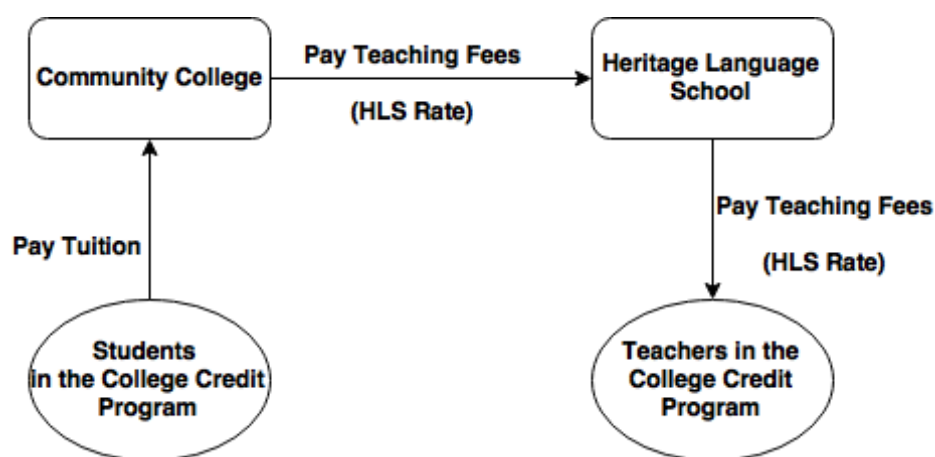 Community College
Pay Teaching Fees
(HLS Rate)
Heritage Language
School
Pay Tuition
Pay Teaching Fees
(HLS Rate)
Students
in the College Credit
Program
Teachers in the
College Credit
Program